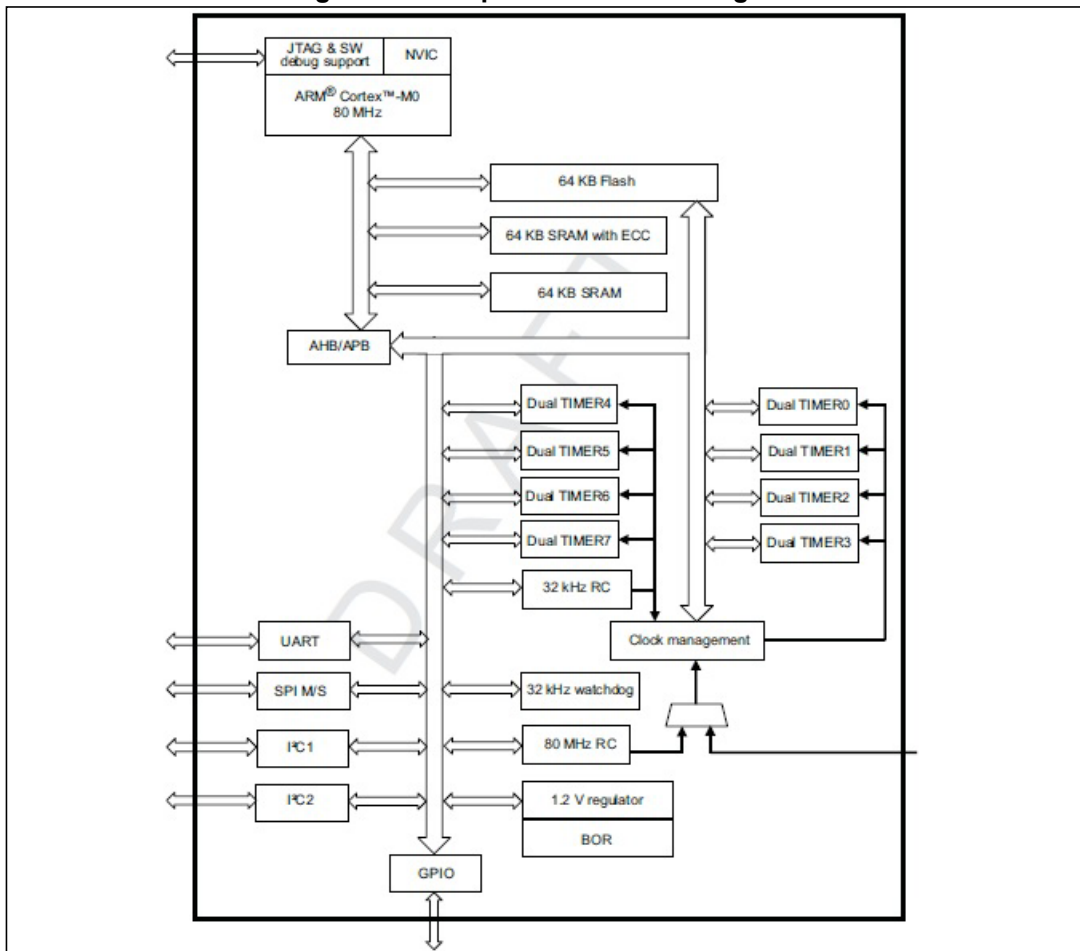 JTAG & SW
debug support
NVIC
ARM® Cortex™-M0
80 MHz
64 KB Flash
64 KB SRAM with ECC
64 KB SRAM
AHB/APB
Dual TIMER4
Dual TIMER0
Dual TIMER5
Dual TIMER1
Dual TIMER6
Dual TIMER2
Dual TIMER7
Dual TIMER3
32 kHz RC
UART
Clock management
SPI M/S
32 kHz watchdog
I²C1
80 MHz RC
I²C2
1.2 V regulator
BOR
GPIO
DRAFT